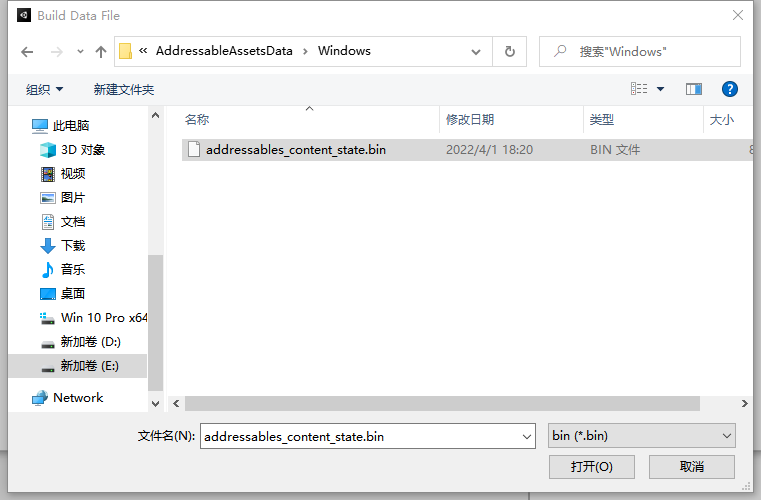 Build Data File
« AddressableAssetsData › Windows
搜索"Windows"
组织 新建文件夹
名称 修改日期 类型 大小
addressables_content_state.bin 2022/4/1 18:20 BIN 文件 8
此电脑
3D 对象
视频
图片
文档
下载
音乐
桌面
Win 10 Pro x64
新加卷 (D:)
新加卷 (E:)
Network
文件名(N): addressables_content_state.bin bin (*.bin)
打开(O) 取消